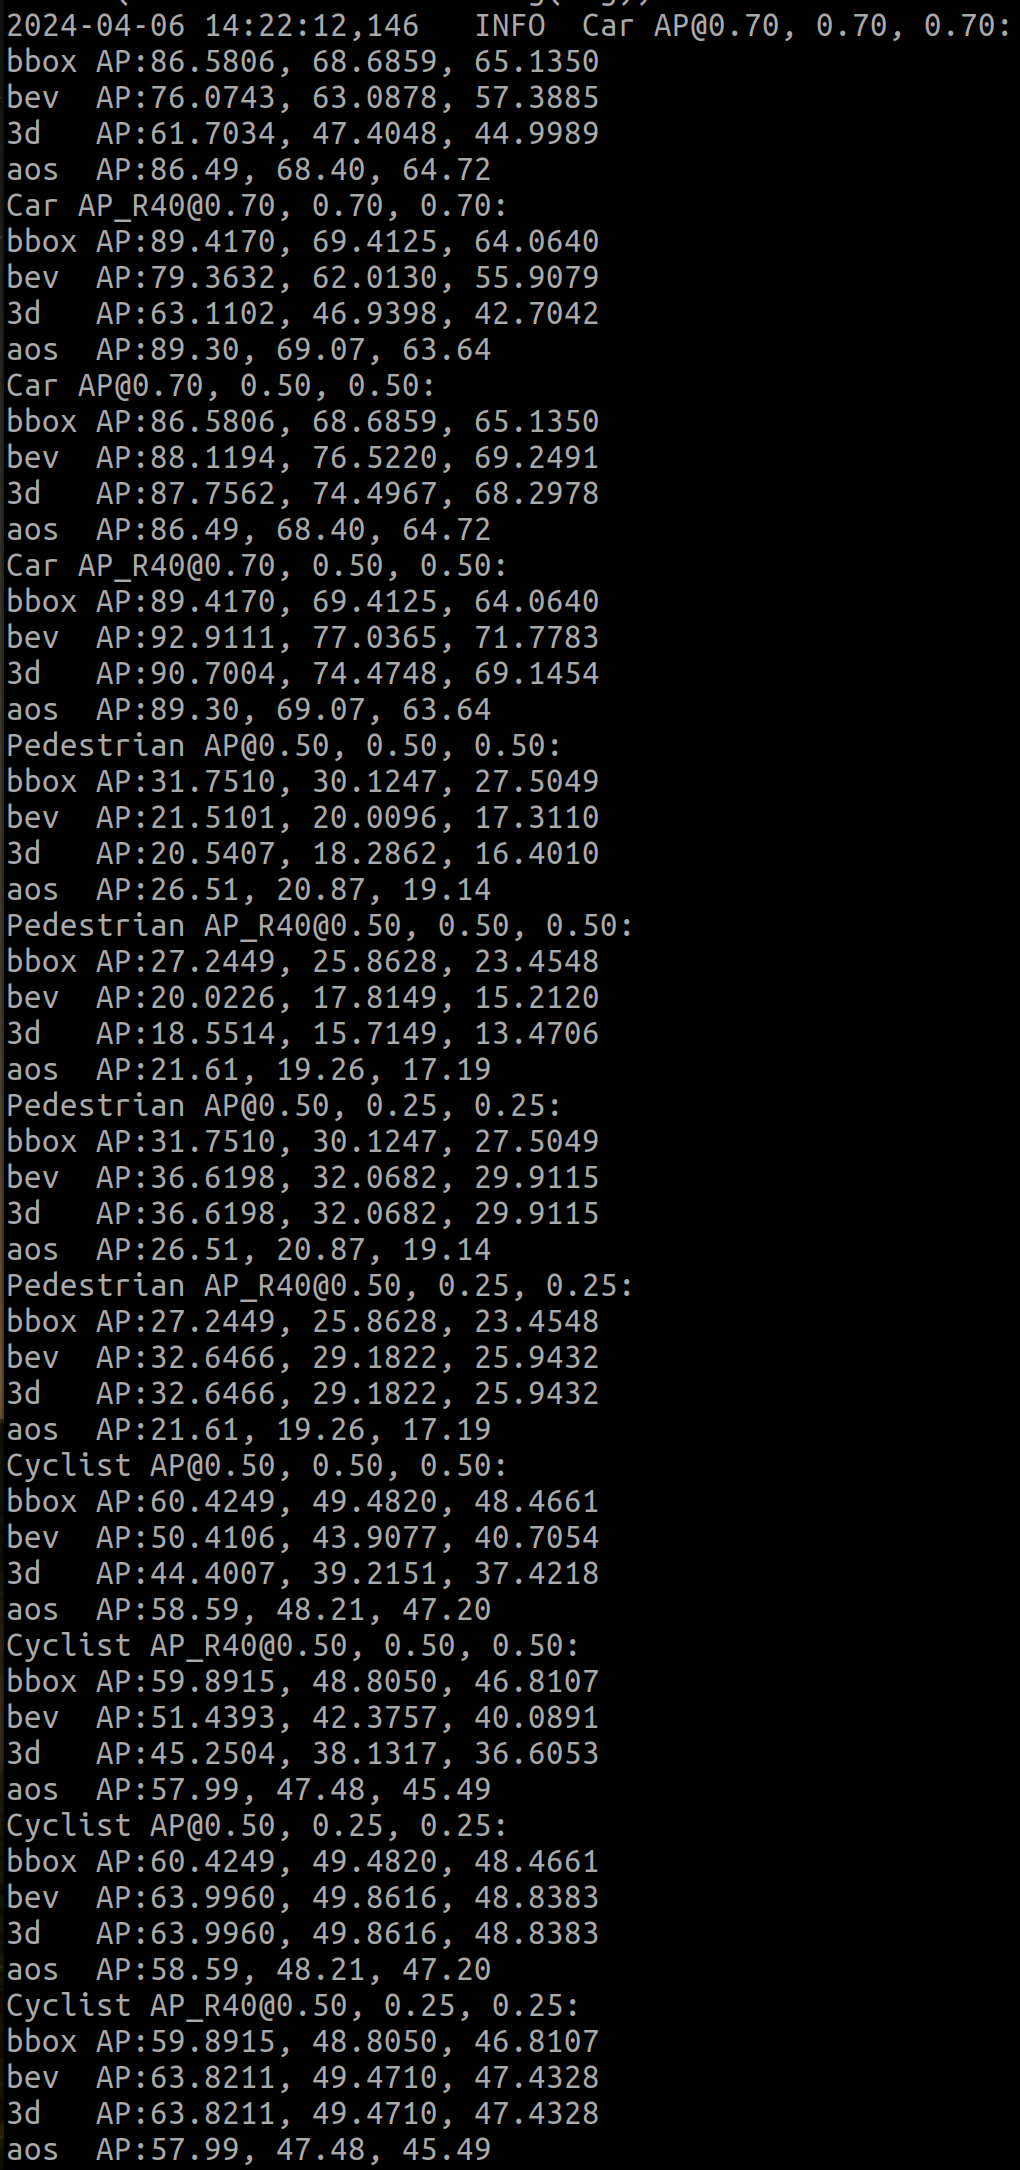 2024-04-06 14:22:12,146   INFO  Car AP@0.70, 0.70, 0.70:
bbox AP:86.5806, 68.6859, 65.1350
bev  AP:76.0743, 63.0878, 57.3885
3d   AP:61.7034, 47.4048, 44.9989
aos  AP:86.49, 68.40, 64.72
Car AP_R40@0.70, 0.70, 0.70:
bbox AP:89.4170, 69.4125, 64.0640
bev  AP:79.3632, 62.0130, 55.9079
3d   AP:63.1102, 46.9398, 42.7042
aos  AP:89.30, 69.07, 63.64
Car AP@0.70, 0.50, 0.50:
bbox AP:86.5806, 68.6859, 65.1350
bev  AP:88.1194, 76.5220, 69.2491
3d   AP:87.7562, 74.4967, 68.2978
aos  AP:86.49, 68.40, 64.72
Car AP_R40@0.70, 0.50, 0.50:
bbox AP:89.4170, 69.4125, 64.0640
bev  AP:92.9111, 77.0365, 71.7783
3d   AP:90.7004, 74.4748, 69.1454
aos  AP:89.30, 69.07, 63.64
Pedestrian AP@0.50, 0.50, 0.50:
bbox AP:31.7510, 30.1247, 27.5049
bev  AP:21.5101, 20.0096, 17.3110
3d   AP:20.5407, 18.2862, 16.4010
aos  AP:26.51, 20.87, 19.14
Pedestrian AP_R40@0.50, 0.50, 0.50:
bbox AP:27.2449, 25.8628, 23.4548
bev  AP:20.0226, 17.8149, 15.2120
3d   AP:18.5514, 15.7149, 13.4706
aos  AP:21.61, 19.26, 17.19
Pedestrian AP@0.50, 0.25, 0.25:
bbox AP:31.7510, 30.1247, 27.5049
bev  AP:36.6198, 32.0682, 29.9115
3d   AP:36.6198, 32.0682, 29.9115
aos  AP:26.51, 20.87, 19.14
Pedestrian AP_R40@0.50, 0.25, 0.25:
bbox AP:27.2449, 25.8628, 23.4548
bev  AP:32.6466, 29.1822, 25.9432
3d   AP:32.6466, 29.1822, 25.9432
aos  AP:21.61, 19.26, 17.19
Cyclist AP@0.50, 0.50, 0.50:
bbox AP:60.4249, 49.4820, 48.4661
bev  AP:50.4106, 43.9077, 40.7054
3d   AP:44.4007, 39.2151, 37.4218
aos  AP:58.59, 48.21, 47.20
Cyclist AP_R40@0.50, 0.50, 0.50:
bbox AP:59.8915, 48.8050, 46.8107
bev  AP:51.4393, 42.3757, 40.0891
3d   AP:45.2504, 38.1317, 36.6053
aos  AP:57.99, 47.48, 45.49
Cyclist AP@0.50, 0.25, 0.25:
bbox AP:60.4249, 49.4820, 48.4661
bev  AP:63.9960, 49.8616, 48.8383
3d   AP:63.9960, 49.8616, 48.8383
aos  AP:58.59, 48.21, 47.20
Cyclist AP_R40@0.50, 0.25, 0.25:
bbox AP:59.8915, 48.8050, 46.8107
bev  AP:63.8211, 49.4710, 47.4328
3d   AP:63.8211, 49.4710, 47.4328
aos  AP:57.99, 47.48, 45.49